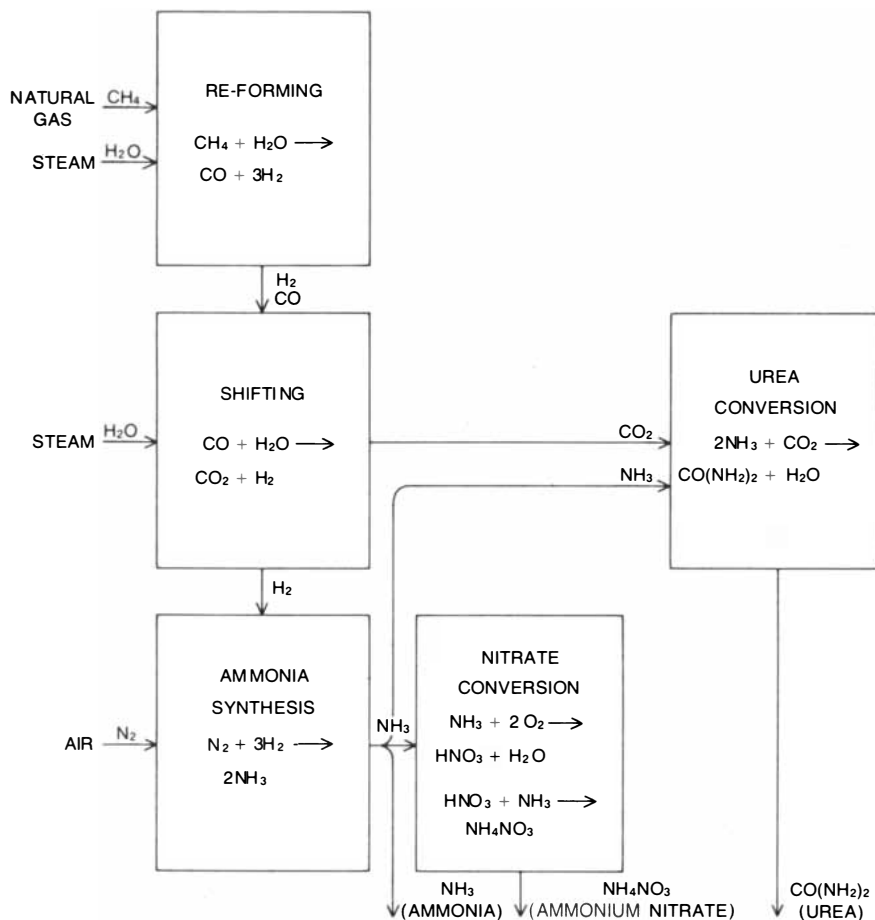 RE-FORMING
NATURAL
GAS
CH₄
CH₄ + H₂O →
STEAM
H₂O
CO + 3H₂
H₂
CO
SHIFTING
STEAM
H₂O
CO + H₂O →
CO₂ + H₂
CO₂
NH₃
UREA
CONVERSION
2NH₃ + CO₂ →
CO(NH₂)₂ + H₂O
H₂
AMMONIA
SYNTHESIS
AIR
N₂
N₂ + 3H₂ →
2NH₃
NH₃
NITRATE
CONVERSION
NH₃ + 2O₂ →
HNO₃ + H₂O
HNO₃ + NH₃ →
NH₄NO₃
NH₃
(AMMONIA)
NH₄NO₃
(AMMONIUM NITRATE)
CO(NH₂)₂
(UREA)